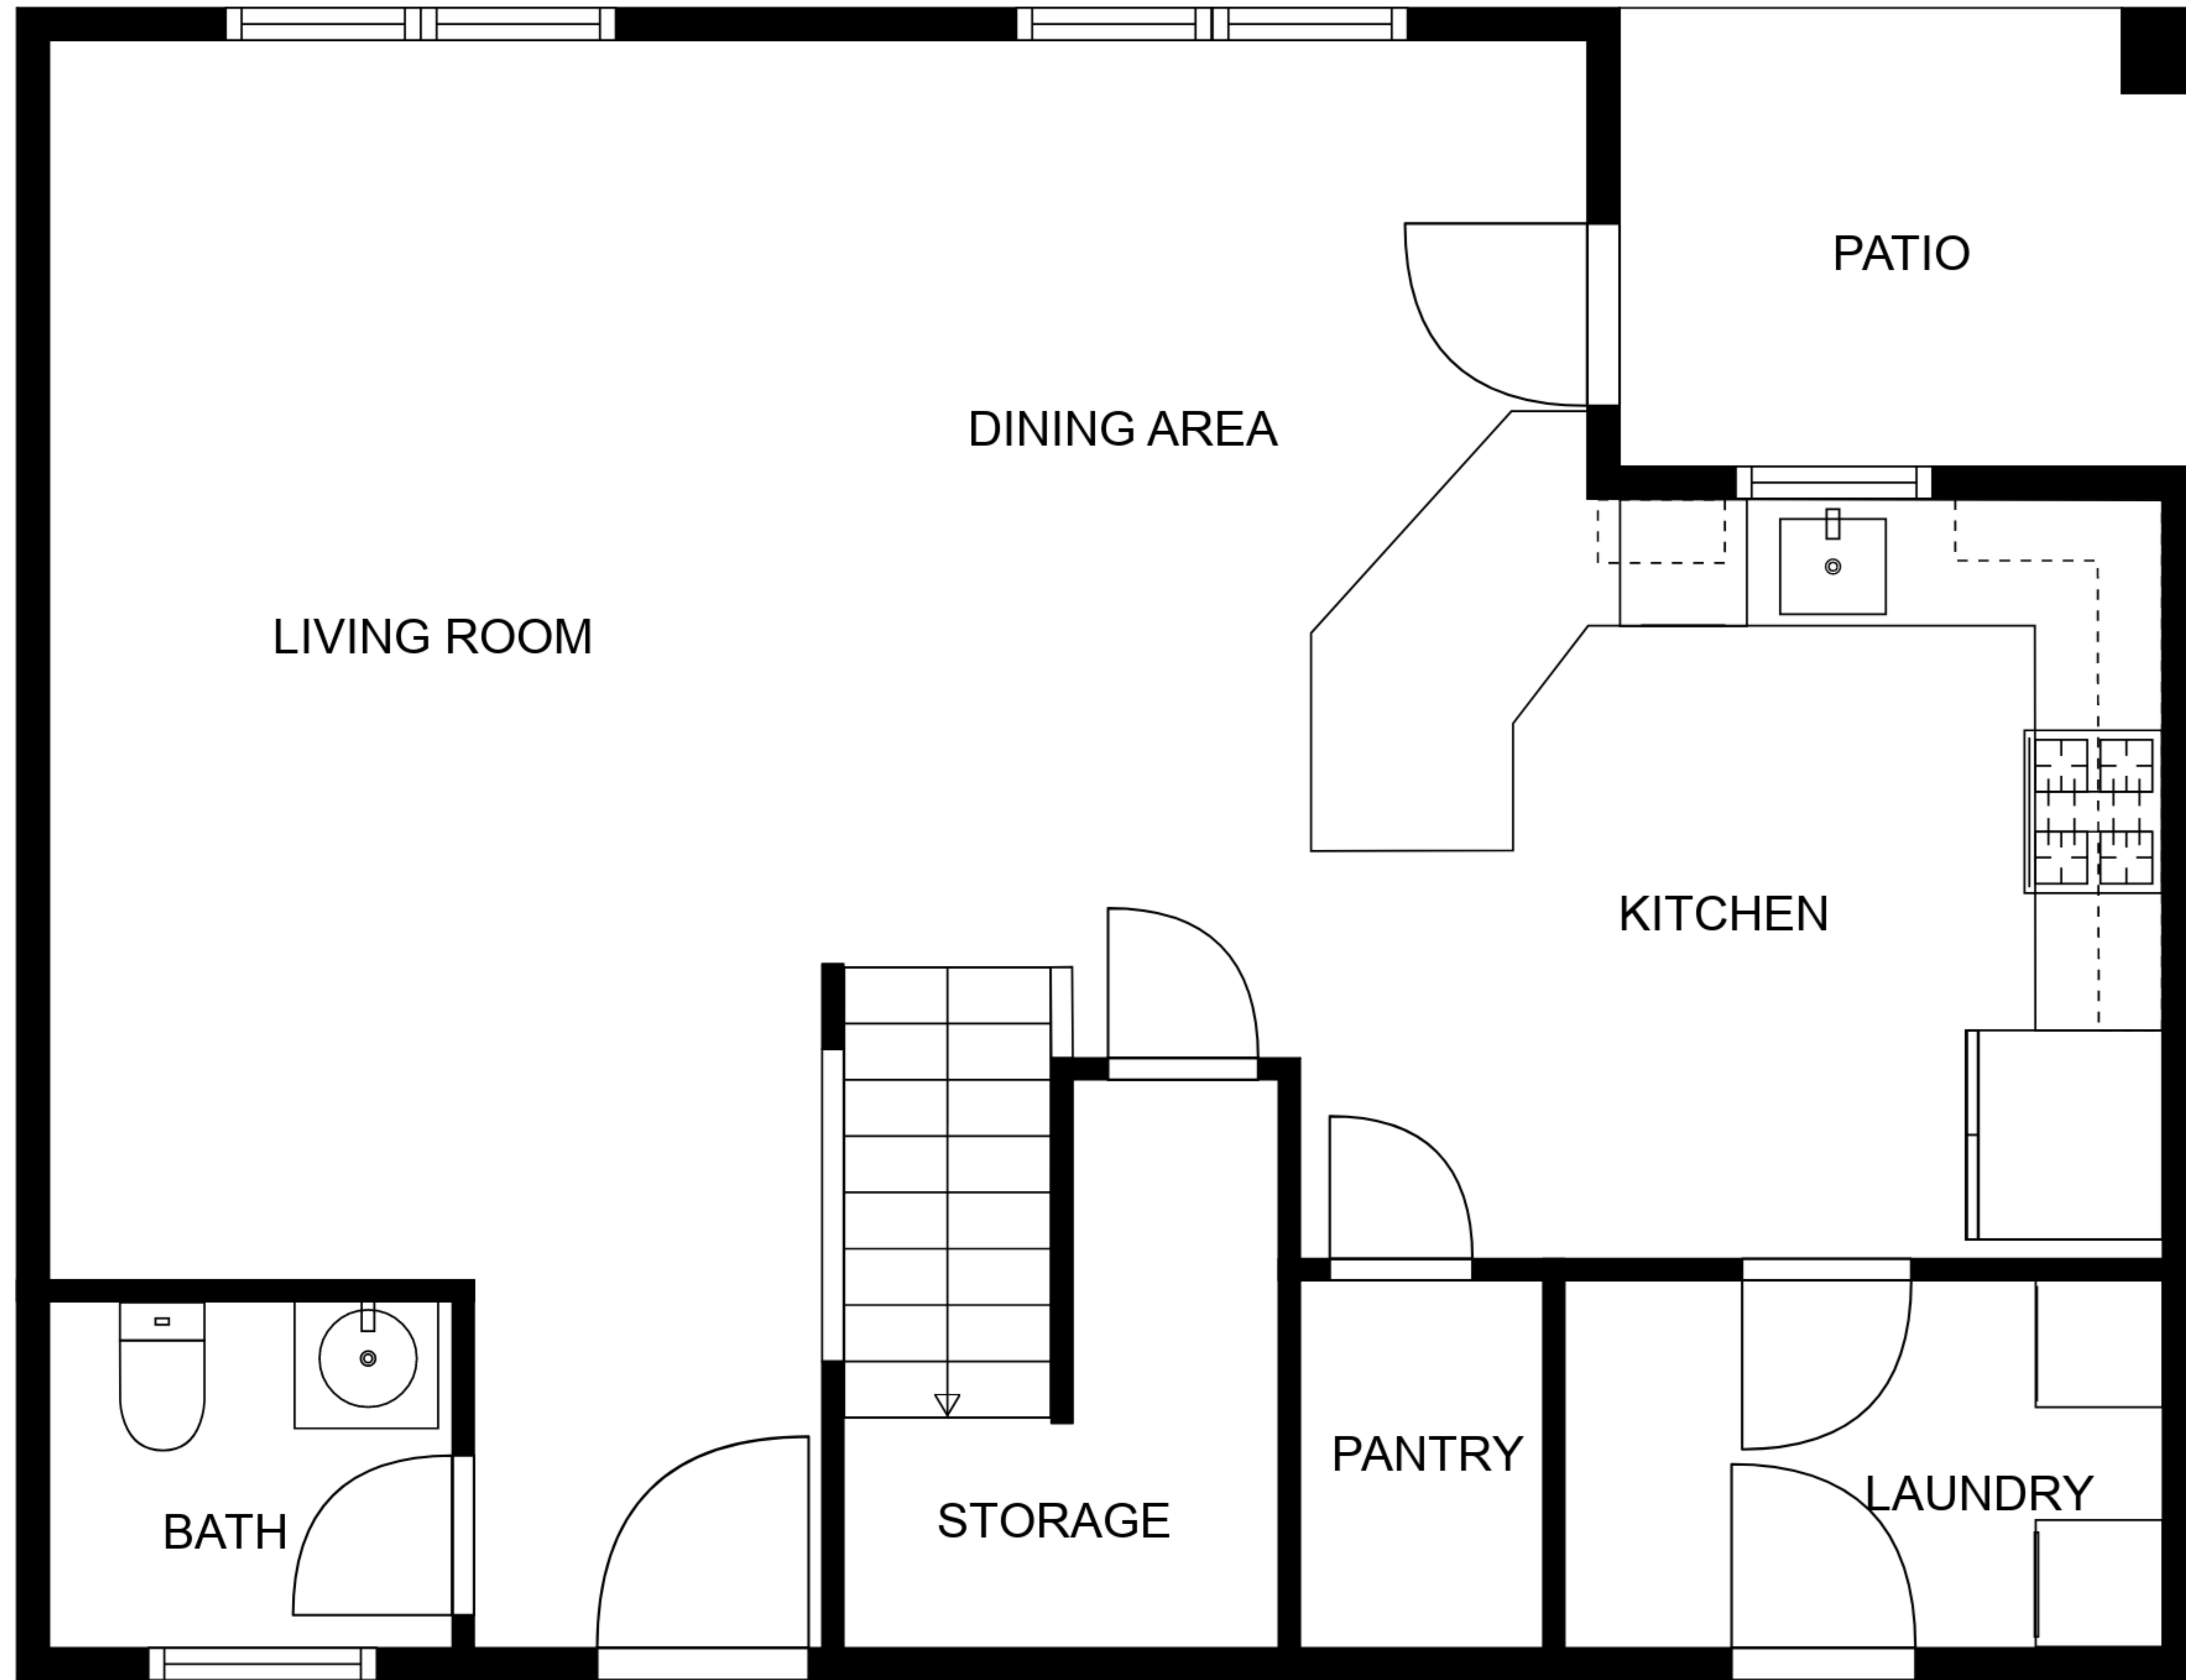 PATIO
DINING AREA
LIVING ROOM
KITCHEN
PANTRY
LAUNDRY
STORAGE
BATH